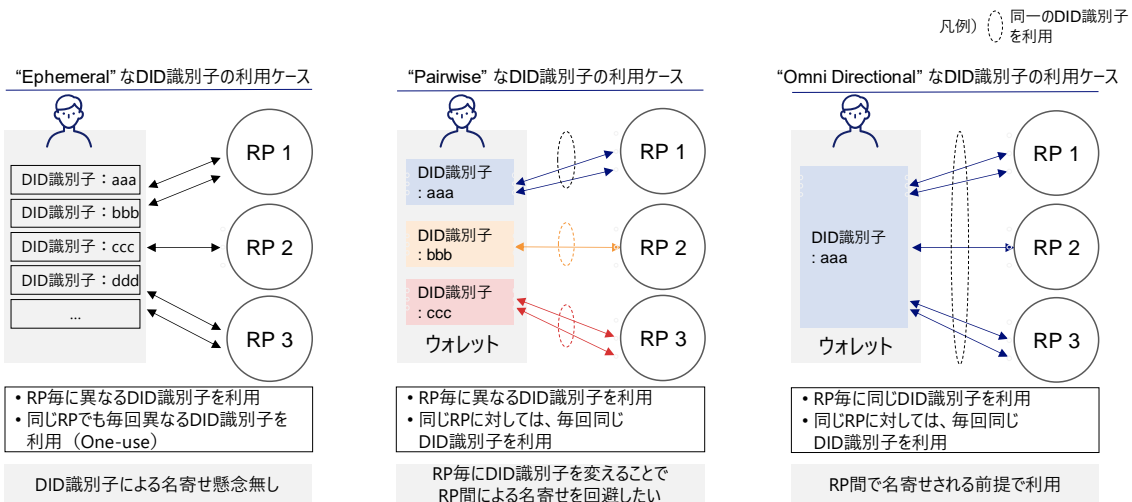 凡例）
同一のDID識別子
を利用
“Ephemeral” なDID識別子の利用ケース
RP 1
DID識別子：aaa
DID識別子：bbb
DID識別子：ccc
RP 2
DID識別子：ddd
…
RP 3
• RP毎に異なるDID識別子を利用
• 同じRPでも毎回異なるDID識別子を
利用（One-use）
DID識別子による名寄せ懸念無し
“Pairwise” なDID識別子の利用ケース
RP 1
DID識別子
: aaa
DID識別子
: bbb
RP 2
DID識別子
: ccc
RP 3
ウォレット
• RP毎に異なるDID識別子を利用
• 同じRPに対しては、毎回同じ
DID識別子を利用
RP毎にDID識別子を変えることで
RP間による名寄せを回避したい
“Omni Directional” なDID識別子の利用ケース
RP 1
DID識別子
: aaa
RP 2
RP 3
ウォレット
• RP毎に同じDID識別子を利用
• 同じRPに対しては、毎回同じ
DID識別子を利用
RP間で名寄せされる前提で利用